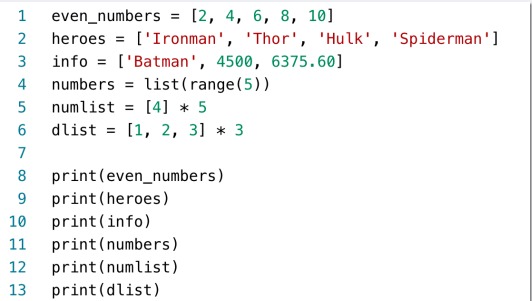 1 even_numbers = [2, 4, 6, 8, 10]
2 heroes = ['Ironman', 'Thor', 'Hulk', 'Spiderman']
3 info = ['Batman', 4500, 6375.60]
4 numbers = list(range(5))
5 numlist = [4] * 5
6 dlist = [1, 2, 3] * 3
7
8 print(even_numbers)
9 print(heroes)
10 print(info)
11 print(numbers)
12 print(numlist)
13 print(dlist)